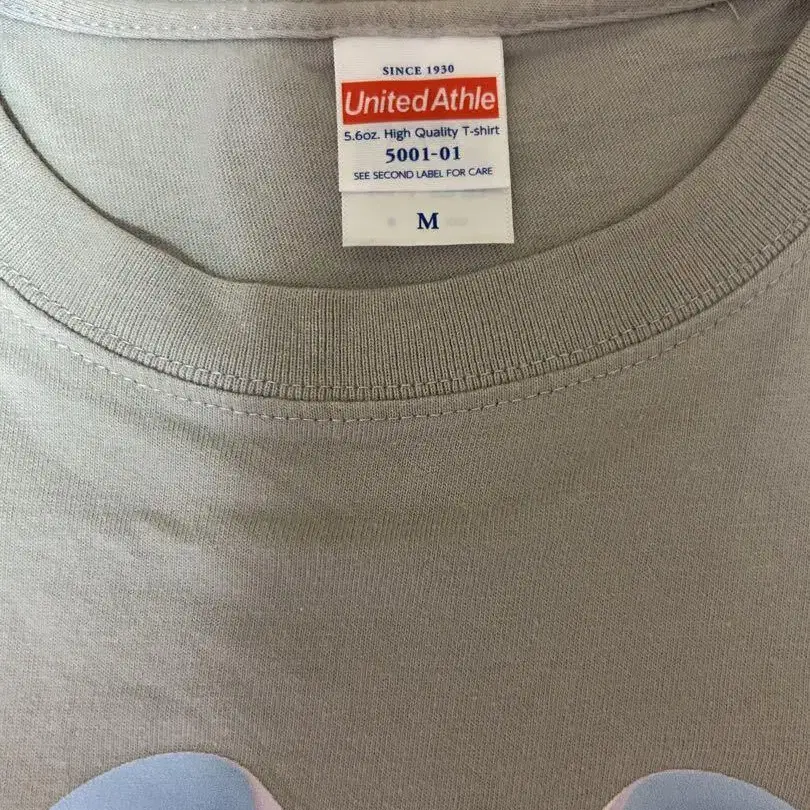 SINCE 1930
United Athle
5.6oz. High Quality T-shirt
5001-01
SEE SECOND LABEL FOR CARE
M